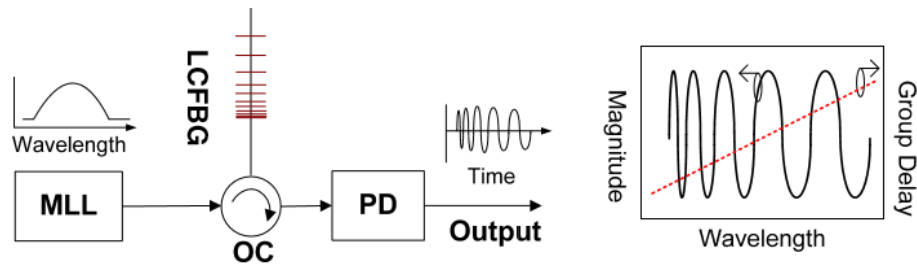 LCFBG
Wavelength
MLL
OC
PD
Time
Output
Magnitude
Group Delay
Wavelength